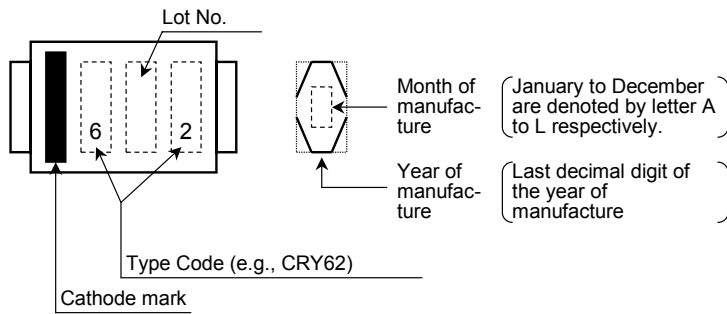 Lot No.
6 2
Month of
manufac-
ture
January to December
are denoted by letter A
to L respectively.
Year of
manufac-
ture
Last decimal digit of
the year of
manufacture
Type Code (e.g., CRY62)
Cathode mark